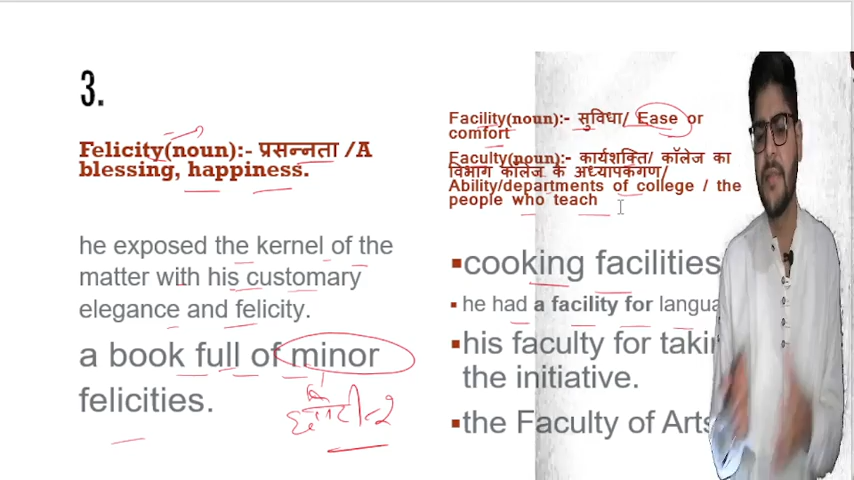 3.
Felicity(noun):- प्रसन्नता /A
blessing, happiness.
he exposed the kernel of the
matter with his customary
elegance and felicity.
a book full of minor
felicities.
Facility(noun):- सुविधा/ Ease or
comfort
Faculty(noun):- कार्यशक्ति/ कॉलेज का
विभाग कॉलेज के अध्यापकगण/
Ability/departments of college / the
people who teach
▪cooking facilities
▪he had a facility for langua
▪his faculty for takin
the initiative.
▪the Faculty of Arts